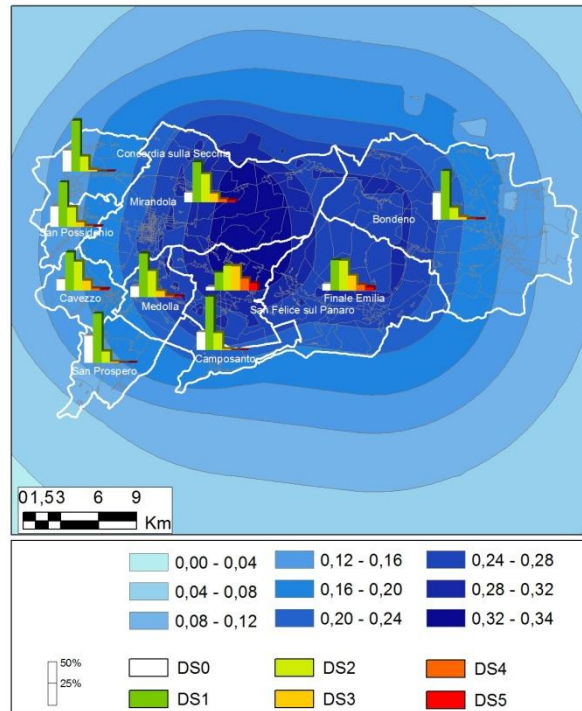 Concordia sulla Secchia
Mirandola
Bondeno
San Possidonio
Cavezzo
Medolla
San Felice sul Panaro
Finale Emilia
San Prospero
Camposanto
0 1,5 3 6 9
Km
0,00 - 0,04
0,12 - 0,16
0,24 - 0,28
0,04 - 0,08
0,16 - 0,20
0,28 - 0,32
0,08 - 0,12
0,20 - 0,24
0,32 - 0,34
50%
25%
DS0
DS2
DS4
DS1
DS3
DS5